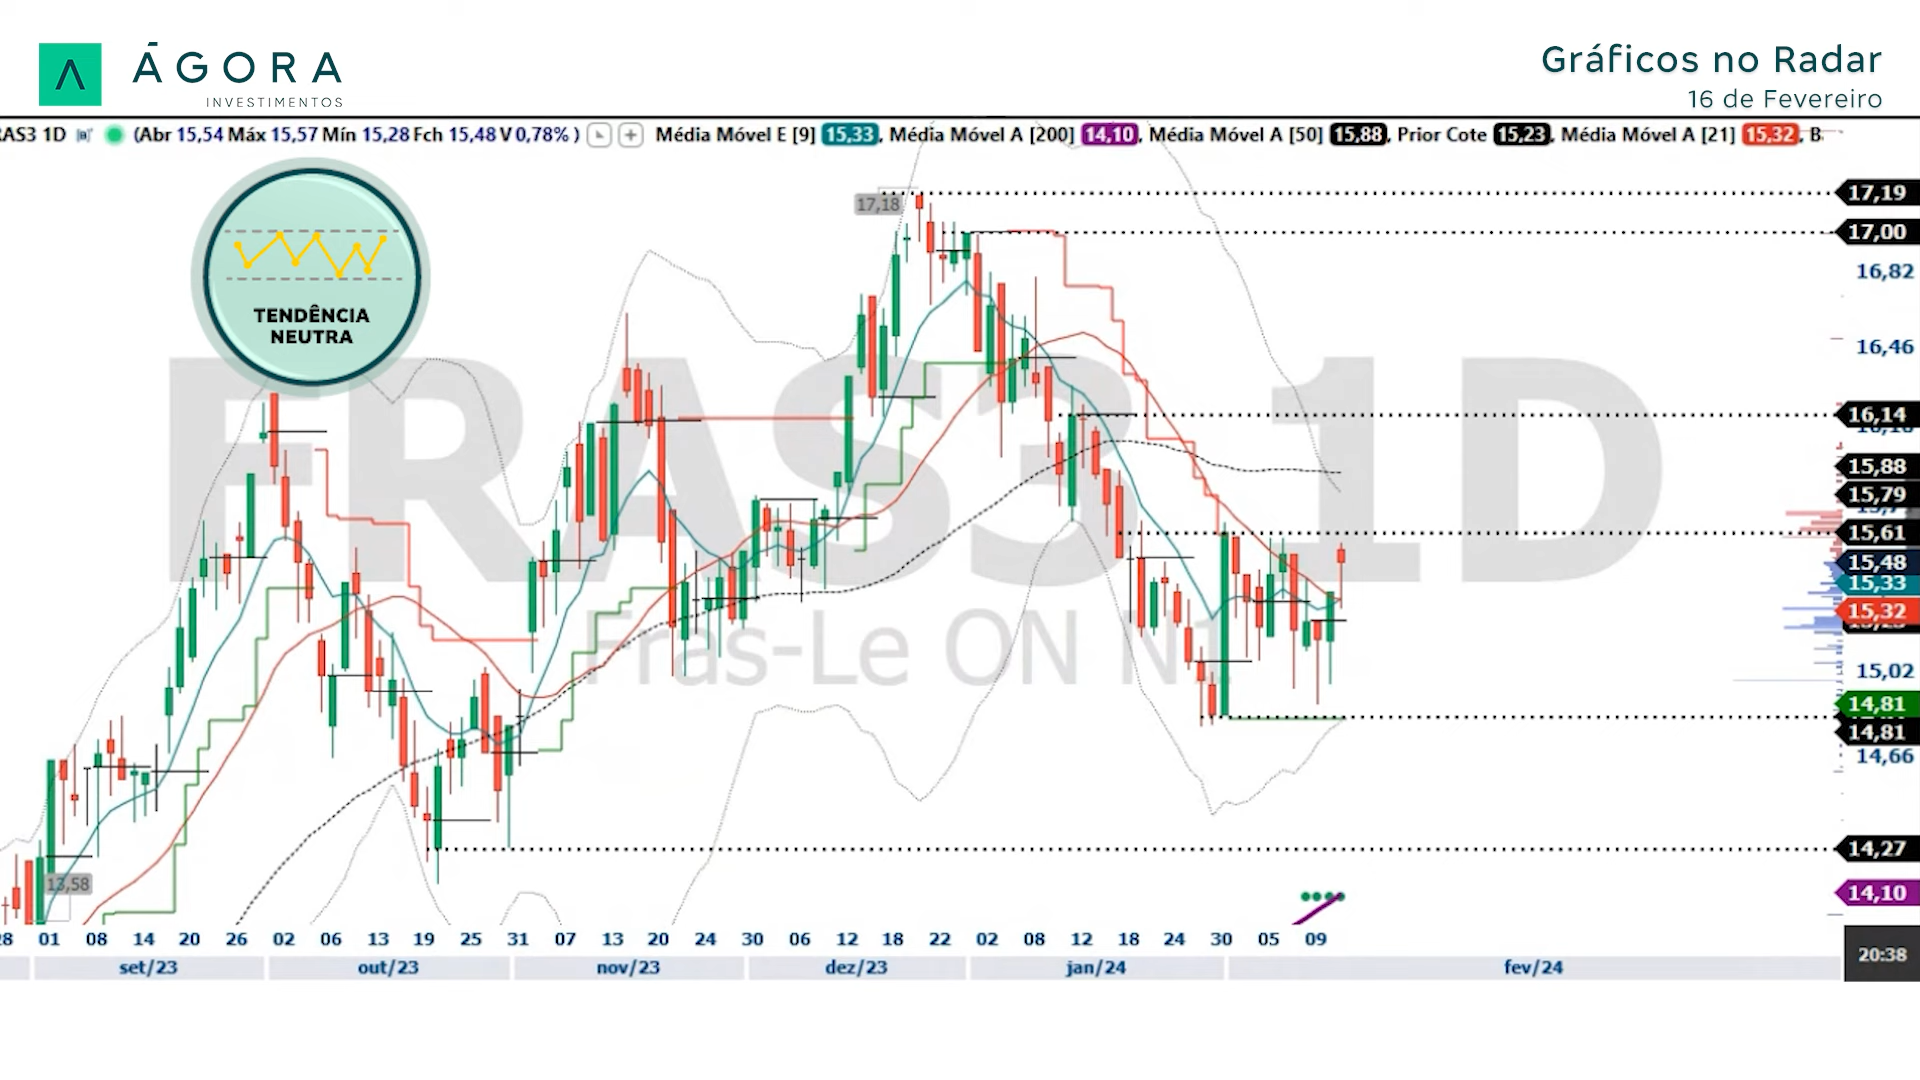 ÁGORA
INVESTIMENTOS
Gráficos no Radar
16 de Fevereiro
RAS3 1D (Abr 15,54 Máx 15,57 Mín 15,28 Fch 15,48 V 0,78% ) Média Móvel E [9] 15,33, Média Móvel A [200] 14,10, Média Móvel A [50] 15,88, Prior Cote 15,23, Média Móvel A [21] 15,32, B
TENDÊNCIA
NEUTRA
FRAS3 1D
Fras-Le ON N1
17,18
13,58
17,19
17,00
16,82
16,46
16,14
15,88
15,79
15,61
15,48
15,33
15,32
15,02
14,81
14,81
14,66
14,27
14,10
28 01 08 14 20 26 02 06 13 19 25 31 07 13 20 24 30 06 12 18 22 02 08 12 18 24 30 05 09
set/23 out/23 nov/23 dez/23 jan/24 fev/24
20:38